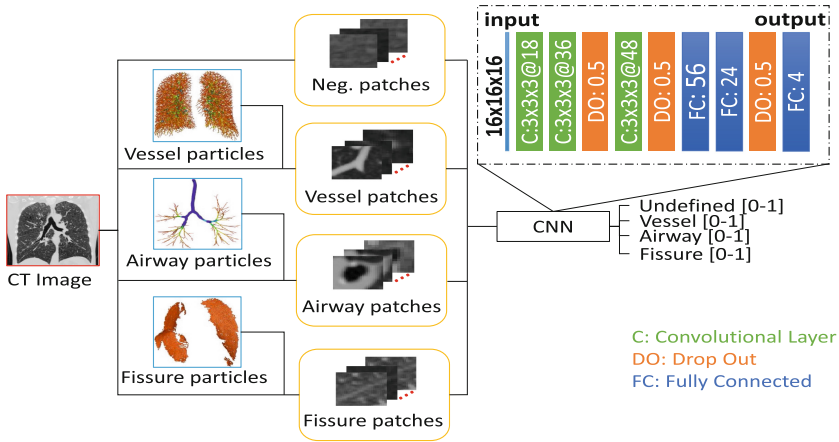 input
output
16x16x16
C:3x3x3@18
C:3x3x3@36
DO: 0.5
C:3x3x3@48
DO: 0.5
FC: 56
FC: 24
DO: 0.5
FC: 4
Neg. patches
Vessel particles
Vessel patches
CT Image
Airway particles
Airway patches
Fissure particles
Fissure patches
CNN
Undefined [0-1]
Vessel [0-1]
Airway [0-1]
Fissure [0-1]
C: Convolutional Layer
DO: Drop Out
FC: Fully Connected